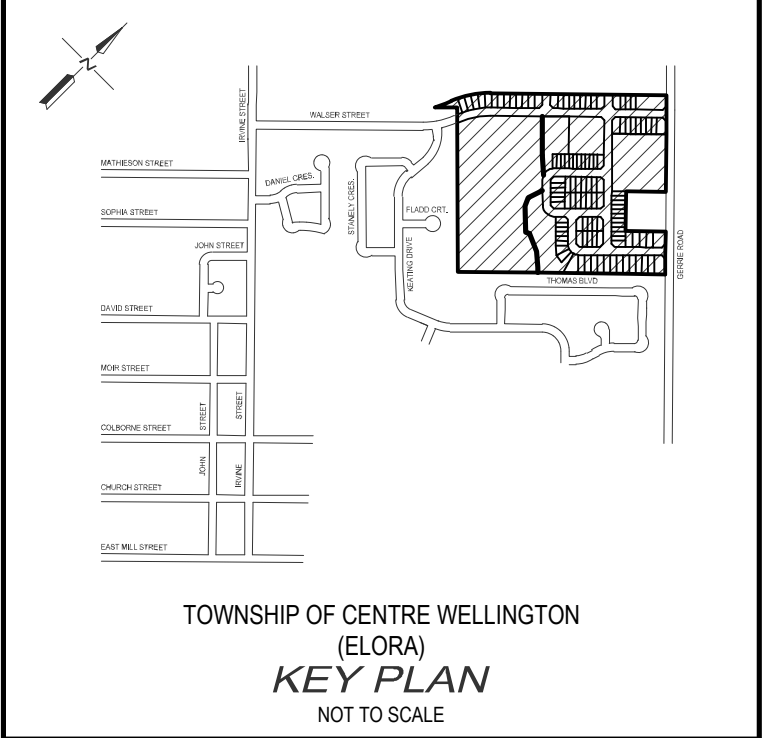 N
IRVINE STREET
WALSER STREET
MATHIESON STREET
DANIEL CRES.
STANELY CRES.
SOPHIA STREET
FLADD CRT.
JOHN STREET
KEATING DRIVE
GERRIE ROAD
THOMAS BLVD
DAVID STREET
MOIR STREET
JOHN STREET
IRVINE STREET
COLBORNE STREET
CHURCH STREET
EAST MILL STREET
TOWNSHIP OF CENTRE WELLINGTON
(ELORA)
KEY PLAN
NOT TO SCALE